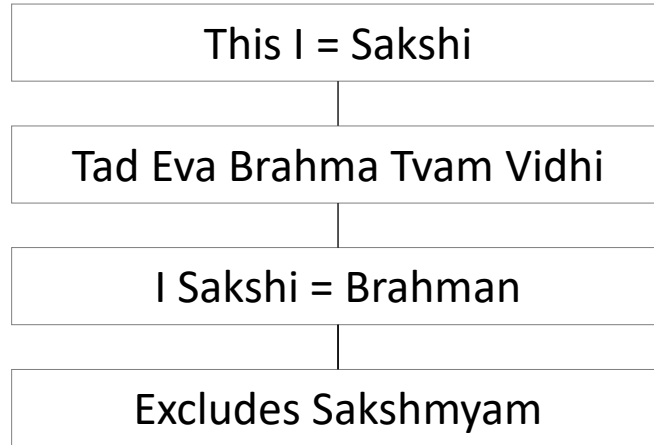 This I = Sakshi
Tad Eva Brahma Tvam Vidhi
I Sakshi = Brahman
Excludes Sakshmyam